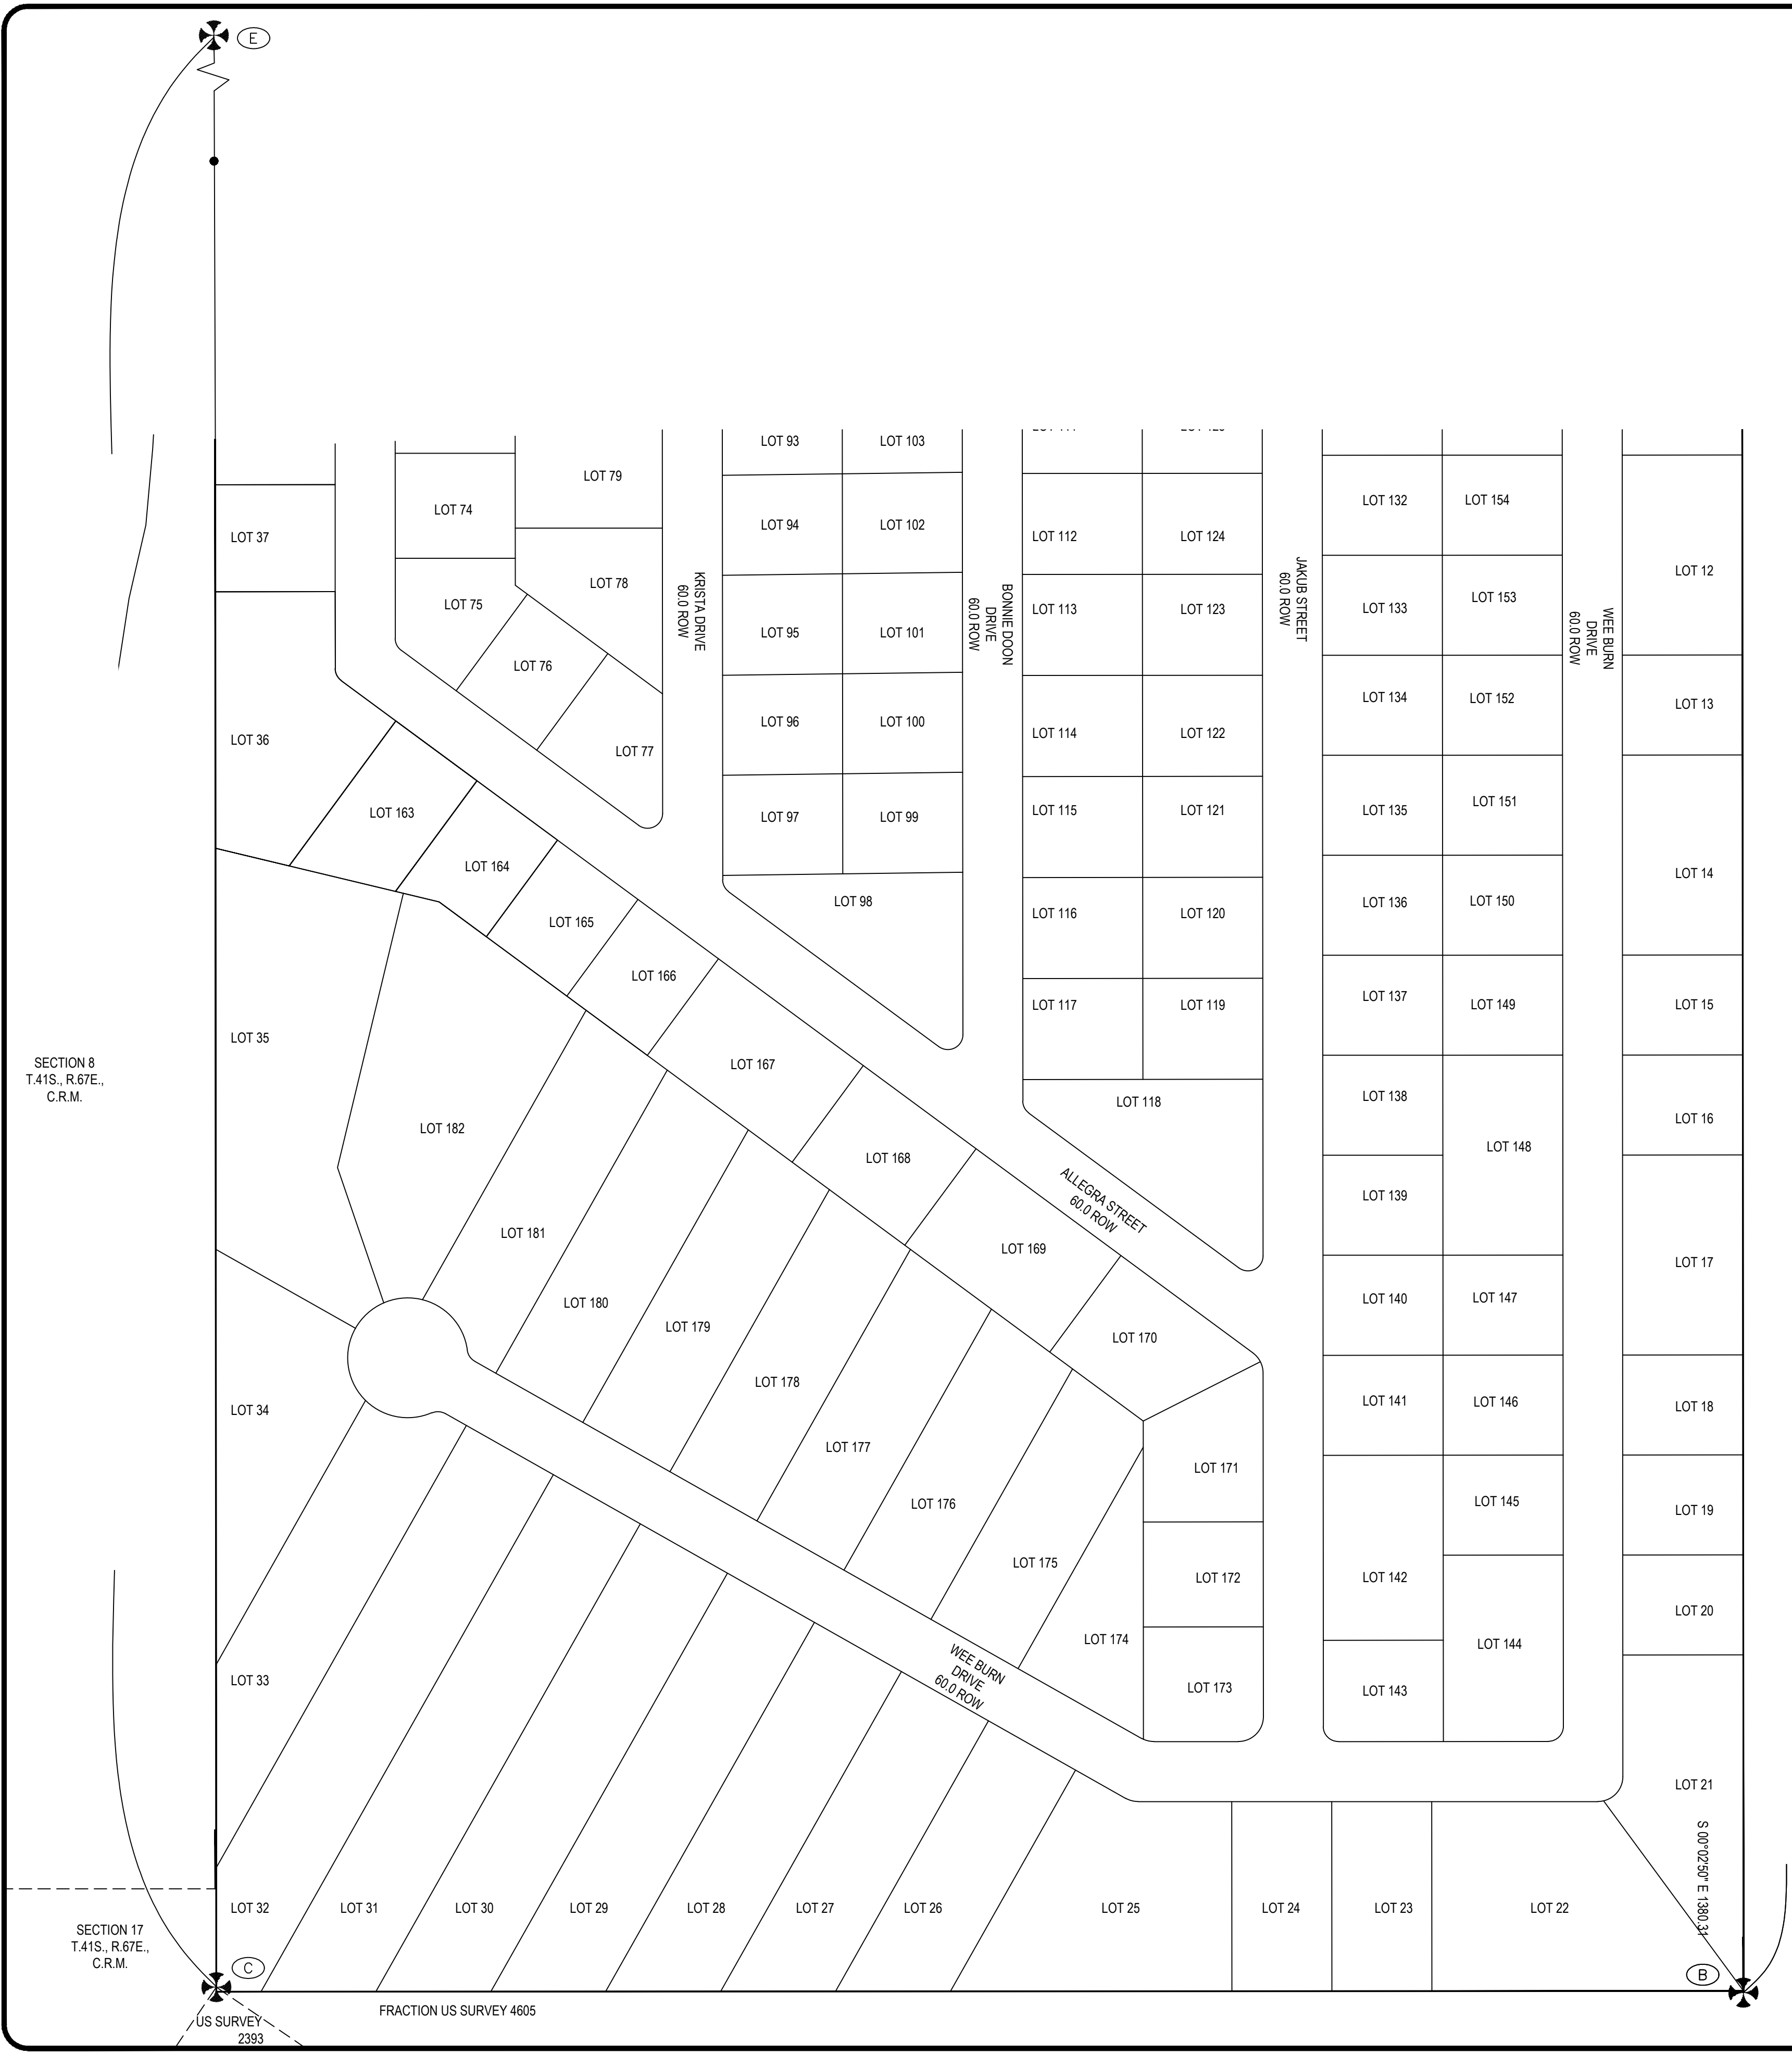 E
LOT 93
LOT 103
LOT 79
LOT 74
LOT 94
LOT 102
LOT 132
LOT 154
LOT 37
LOT 112
LOT 124
LOT 12
LOT 78
LOT 75
LOT 95
LOT 101
LOT 113
LOT 123
LOT 133
LOT 153
KRISTA DRIVE
60.0 ROW
BONNIE DOON
DRIVE
60.0 ROW
JAKUB STREET
60.0 ROW
WEE BURN
DRIVE
60.0 ROW
LOT 76
LOT 134
LOT 152
LOT 13
LOT 36
LOT 77
LOT 96
LOT 100
LOT 114
LOT 122
LOT 163
LOT 97
LOT 99
LOT 115
LOT 121
LOT 135
LOT 151
LOT 164
LOT 98
LOT 116
LOT 120
LOT 136
LOT 150
LOT 14
LOT 165
LOT 166
LOT 35
LOT 167
LOT 117
LOT 119
LOT 137
LOT 149
LOT 15
SECTION 8
T.41S., R.67E.,
C.R.M.
LOT 182
LOT 168
LOT 118
LOT 138
LOT 148
LOT 16
ALLEGRA STREET
60.0 ROW
LOT 139
LOT 181
LOT 169
LOT 17
LOT 180
LOT 179
LOT 170
LOT 140
LOT 147
LOT 34
LOT 178
LOT 177
LOT 141
LOT 146
LOT 18
LOT 171
LOT 176
LOT 145
LOT 19
LOT 175
LOT 172
LOT 142
LOT 20
LOT 33
LOT 174
LOT 173
LOT 143
LOT 144
WEE BURN
DRIVE
60.0 ROW
LOT 21
S 00°02'50" E 1380.31
LOT 32
LOT 31
LOT 30
LOT 29
LOT 28
LOT 27
LOT 26
LOT 25
LOT 24
LOT 23
LOT 22
SECTION 17
T.41S., R.67E.,
C.R.M.
C
B
FRACTION US SURVEY 4605
US SURVEY
2393